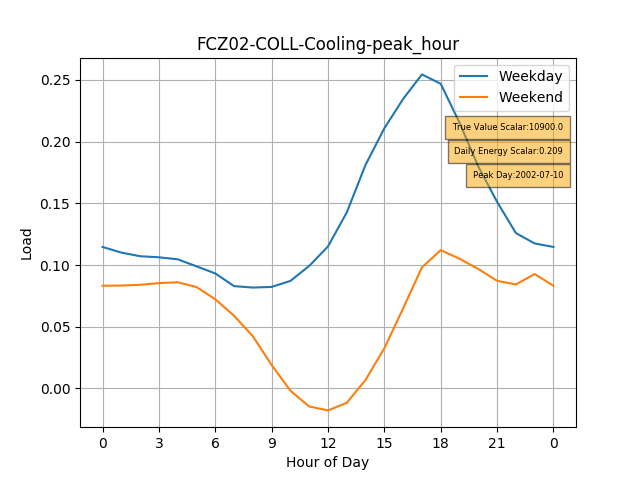 FCZ02-COLL-Cooling-peak_hour
Load
0.25
0.20
0.15
0.10
0.05
0.00
Weekday
Weekend
True Value Scalar:10900.0
Daily Energy Scalar:0.209
Peak Day:2002-07-10
0 3 6 9 12 15 18 21 0
Hour of Day